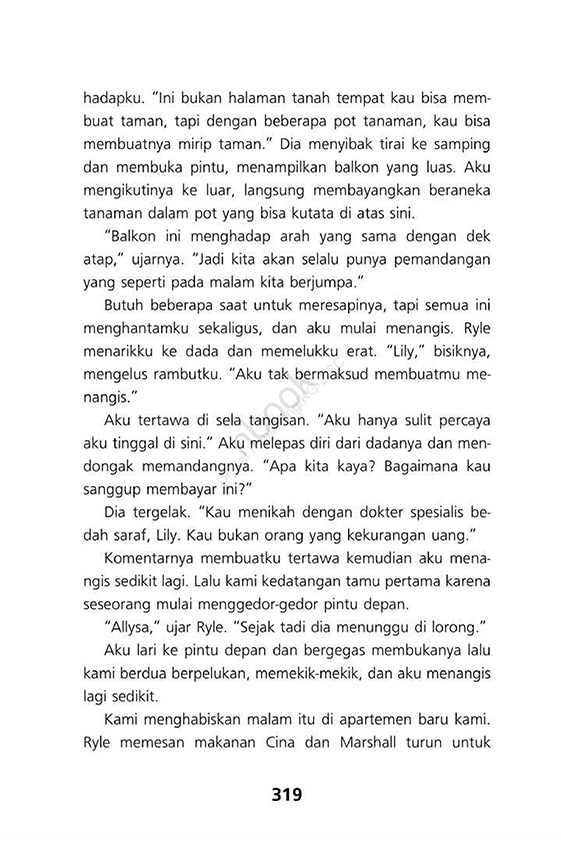 hadapku. “Ini bukan halaman tanah tempat kau bisa mem-
buat taman, tapi dengan beberapa pot tanaman, kau bisa
membuatnya mirip taman.” Dia menyibak tirai ke samping
dan membuka pintu, menampilkan balkon yang luas. Aku
mengikutinya ke luar, langsung membayangkan beraneka
tanaman dalam pot yang bisa kutata di atas sini.
“Balkon ini menghadap arah yang sama dengan dek
atap,” ujarnya. “Jadi kita akan selalu punya pemandangan
yang seperti pada malam kita berjumpa.”
Butuh beberapa saat untuk meresapinya, tapi semua ini
menghantamku sekaligus, dan aku mulai menangis. Ryle
menarikku ke dada dan memelukku erat. “Lily,” bisiknya,
mengelus rambutku. “Aku tak bermaksud membuatmu me-
nangis.”
Aku tertawa di sela tangisan. “Aku hanya sulit percaya
aku tinggal di sini.” Aku melepas diri dari dadanya dan men-
dongak memandangnya. “Apa kita kaya? Bagaimana kau
sanggup membayar ini?”
Dia tergelak. “Kau menikah dengan dokter spesialis be-
dah saraf, Lily. Kau bukan orang yang kekurangan uang.”
Komentarnya membuatku tertawa kemudian aku mena-
ngis sedikit lagi. Lalu kami kedatangan tamu pertama karena
seseorang mulai menggedor-gedor pintu depan.
“Allysa,” ujar Ryle. “Sejak tadi dia menunggu di lorong.”
Aku lari ke pintu depan dan bergegas membukanya lalu
kami berdua berpelukan, memekik-mekik, dan aku menangis
lagi sedikit.
Kami menghabiskan malam itu di apartemen baru kami.
Ryle memesan makanan Cina dan Marshall turun untuk
319